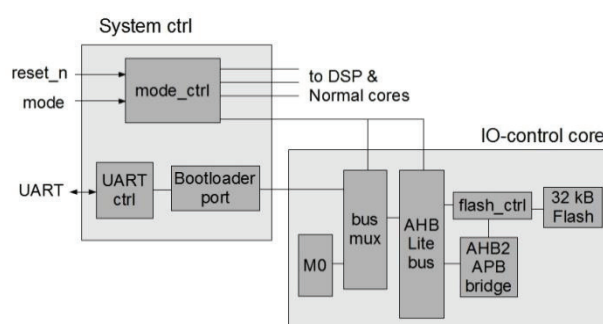 System ctrl
reset_n
mode
mode_ctrl
to DSP &
Normal cores
IO-control core
UART
UART
ctrl
Bootloader
port
bus
mux
M0
AHB
Lite
bus
flash_ctrl
32 kB
Flash
AHB2
APB
bridge